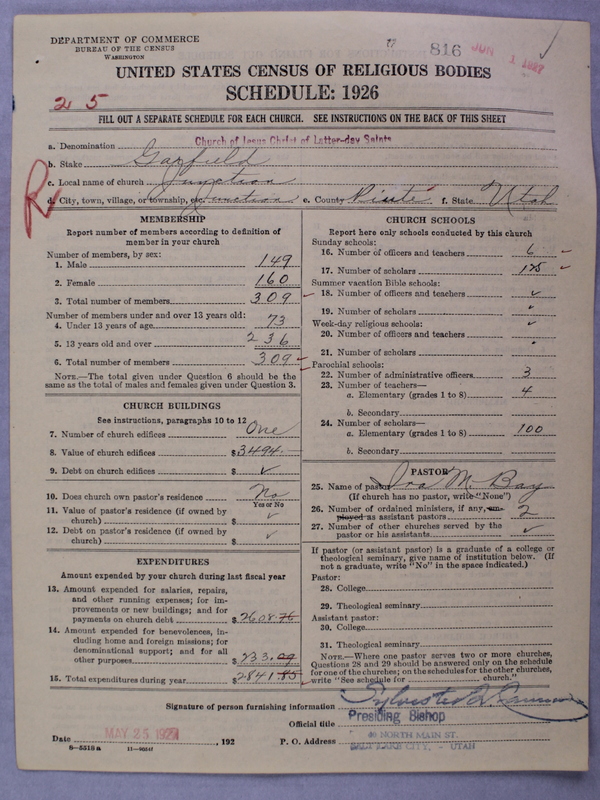 DEPARTMENT OF COMMERCE
BUREAU OF THE CENSUS
WASHINGTON
816
JUN 1 1927
UNITED STATES CENSUS OF RELIGIOUS BODIES
SCHEDULE: 1926
2 5
FILL OUT A SEPARATE SCHEDULE FOR EACH CHURCH. SEE INSTRUCTIONS ON THE BACK OF THIS SHEET
a. Denomination Church of Jesus Christ of Latter-day Saints
b. Stake Garfield
c. Local name of church Junction
R
d. City, town, village, or township, etc. Junction e. County Piute f. State Utah
MEMBERSHIP
Report number of members according to definition of member in your church
Number of members, by sex:
1. Male 149
2. Female 160
3. Total number of members 309
Number of members under and over 13 years old:
4. Under 13 years of age 73
5. 13 years old and over 236
6. Total number of members 309
NOTE.—The total given under Question 6 should be the
same as the total of males and females given under Question 3.
CHURCH BUILDINGS
See instructions, paragraphs 10 to 12
7. Number of church edifices One
8. Value of church edifices $3494.
9. Debt on church edifices $ ✓
10. Does church own pastor's residence No
Yes or No
11. Value of pastor's residence (if owned by
church) $ ✓
12. Debt on pastor's residence (if owned by
church) $ ✓
EXPENDITURES
Amount expended by your church during last fiscal year
13. Amount expended for salaries, repairs,
and other running expenses; for im-
provements or new buildings; and for
payments on church debt $2608.76
14. Amount expended for benevolences, in-
cluding home and foreign missions; for
denominational support; and for all
other purposes $233.09
15. Total expenditures during year $2841.85
CHURCH SCHOOLS
Report here only schools conducted by this church
Sunday schools:
16. Number of officers and teachers 6
17. Number of scholars 125
Summer vacation Bible schools:
18. Number of officers and teachers ✓
19. Number of scholars
Week-day religious schools:
20. Number of officers and teachers
21. Number of scholars
Parochial schools:
22. Number of administrative officers 3
23. Number of teachers—
a. Elementary (grades 1 to 8) 4
b. Secondary
24. Number of scholars—
a. Elementary (grades 1 to 8) 100
b. Secondary
PASTOR
25. Name of pastor Ira M. Bay
(If church has no pastor, write "None")
26. Number of ordained ministers, if any, em-
ployed as assistant pastors 2
27. Number of other churches served by the
pastor or his assistants ✓
If pastor (or assistant pastor) is a graduate of a college or
theological seminary, give name of institution below. (If
not a graduate, write "No" in the space indicated.)
Pastor:
28. College
29. Theological seminary
Assistant pastor:
30. College
31. Theological seminary
NOTE.—Where one pastor serves two or more churches,
Questions 28 and 29 should be answered only on the schedule
for one of the churches; on the schedules for the other churches,
write "See schedule for church."
Signature of person furnishing information Sylvester Q. Cannon
Official title Presiding Bishop
Date MAY 25 1927, 192 P. O. Address 40 NORTH MAIN ST.
SALT LAKE CITY, - UTAH
8-5518a